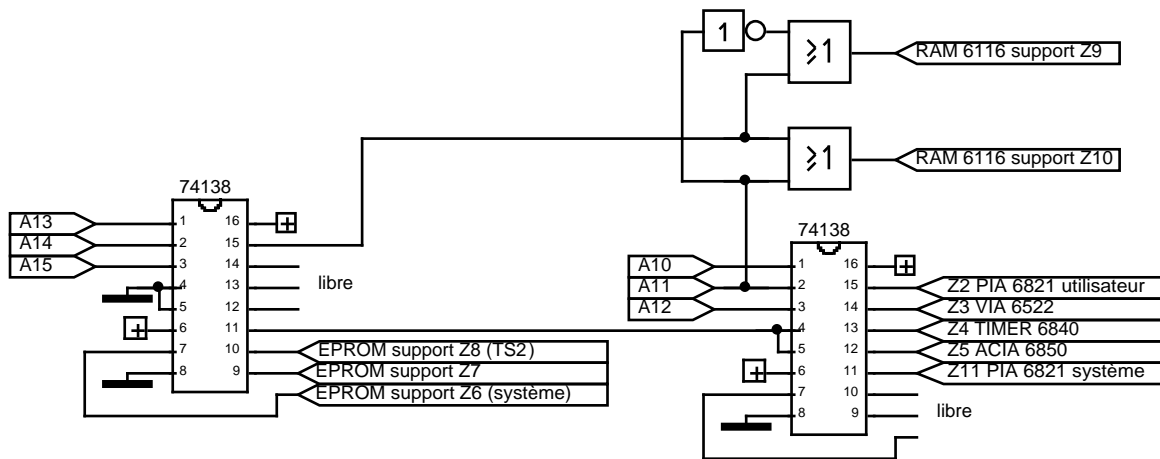 1
≥1
RAM 6116 support Z9
≥1
RAM 6116 support Z10
74138
A13 1 16
A14 2 15
A15 3 14
4 13 libre
5 12
6 11
7 10 EPROM support Z8 (TS2)
8 9 EPROM support Z7
EPROM support Z6 (système)
74138
A10 1 16
A11 2 15 Z2 PIA 6821 utilisateur
A12 3 14 Z3 VIA 6522
4 13 Z4 TIMER 6840
5 12 Z5 ACIA 6850
6 11 Z11 PIA 6821 système
7 10
8 9 libre